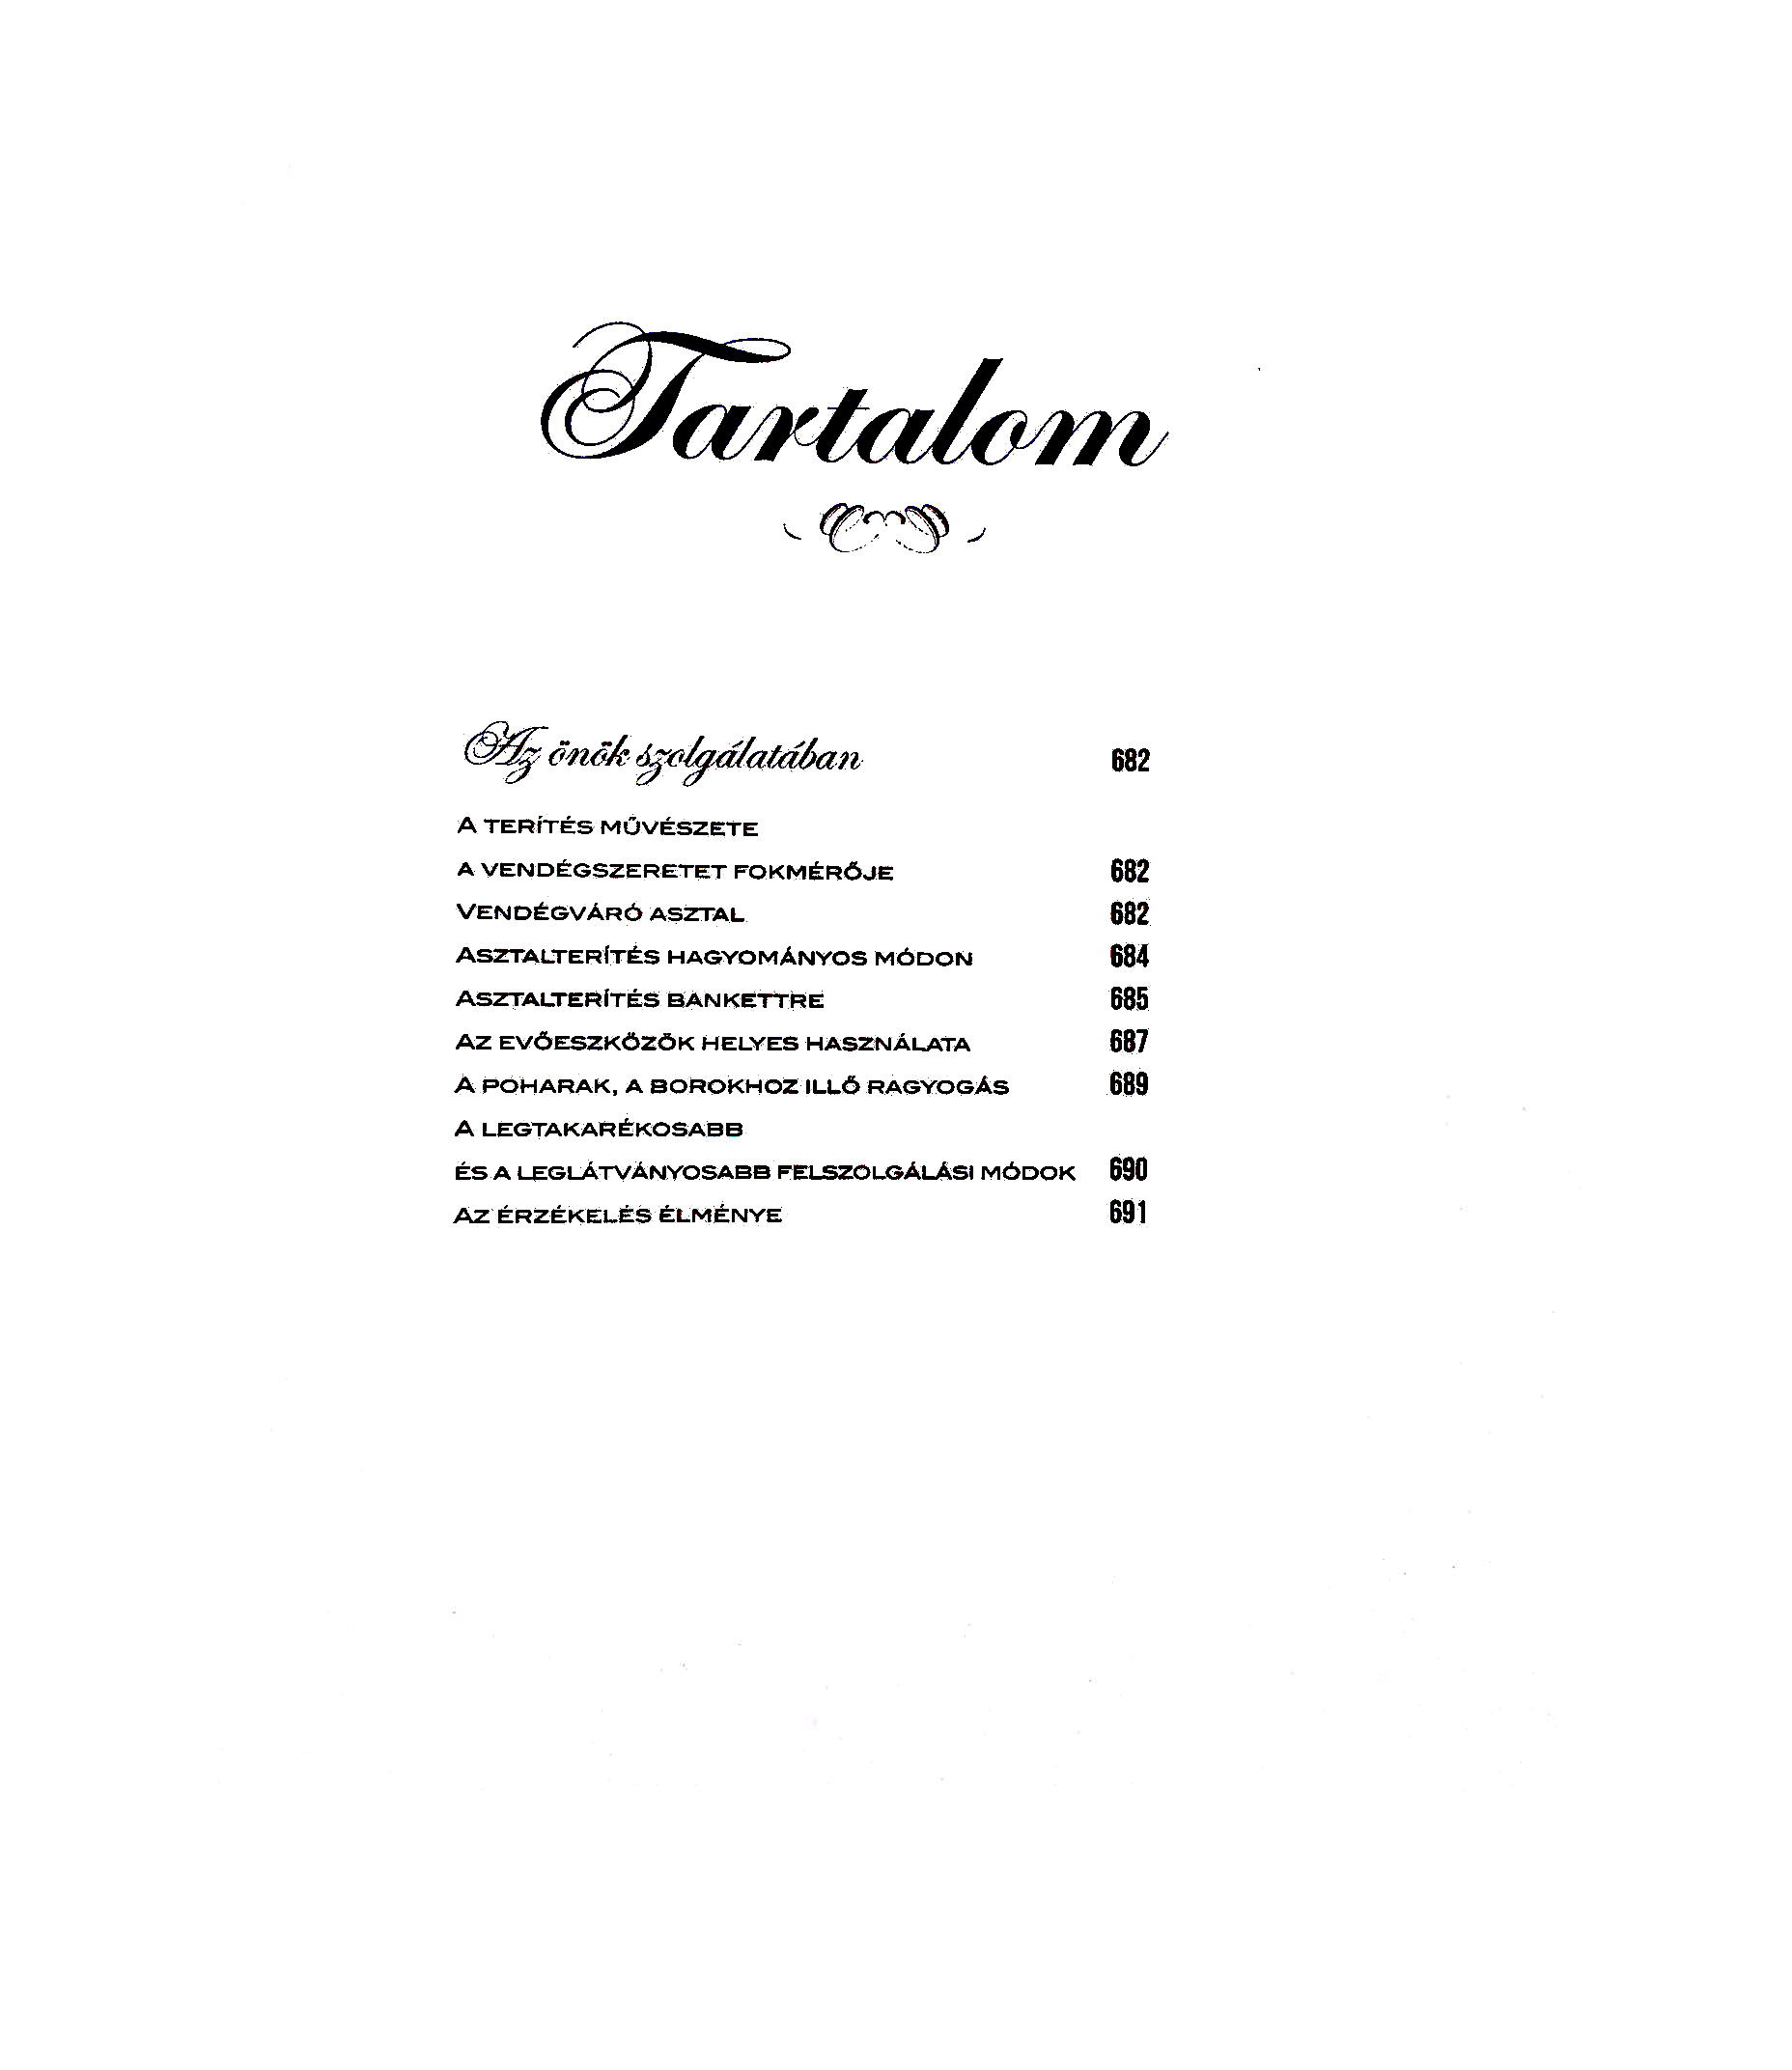 Tartalom
Az önök szolgálatában 682
A TERÍTÉS MŰVÉSZETE
A VENDÉGSZERETET FOKMÉRŐJE 682
VENDÉGVÁRÓ ASZTAL 682
ASZTALTERÍTÉS HAGYOMÁNYOS MÓDON 684
ASZTALTERÍTÉS BANKETTRE 685
AZ EVŐESZKÖZÖK HELYES HASZNÁLATA 687
A POHARAK, A BOROKHOZ ILLŐ RAGYOGÁS 689
A LEGTAKARÉKOSABB
ÉS A LEGLÁTVÁNYOSABB FELSZOLGÁLÁSI MÓDOK 690
AZ ÉRZÉKELÉS ÉLMÉNYE 691